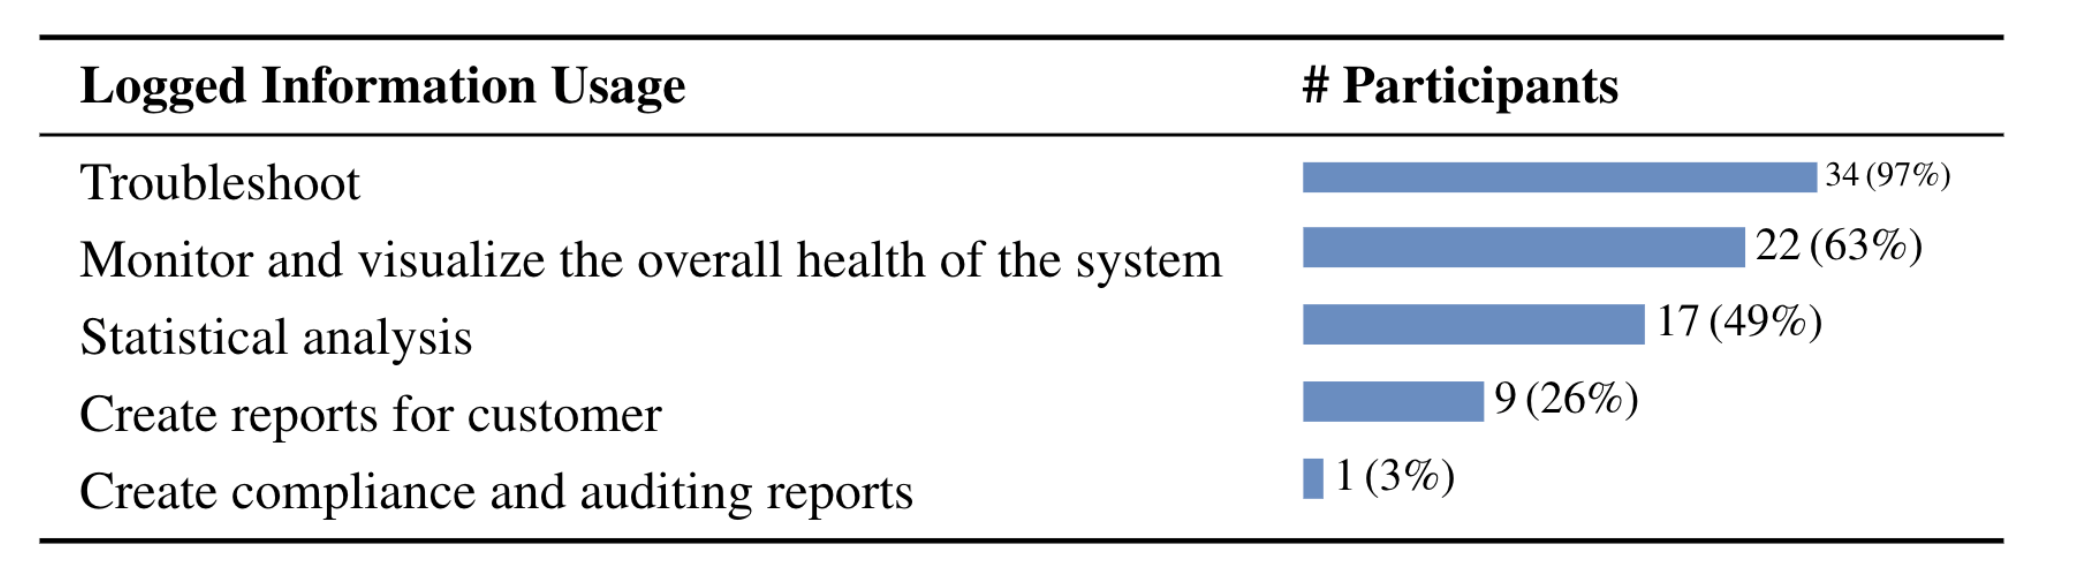 Logged Information Usage # Participants
Troubleshoot 34 (97%)
Monitor and visualize the overall health of the system 22 (63%)
Statistical analysis 17 (49%)
Create reports for customer 9 (26%)
Create compliance and auditing reports 1 (3%)